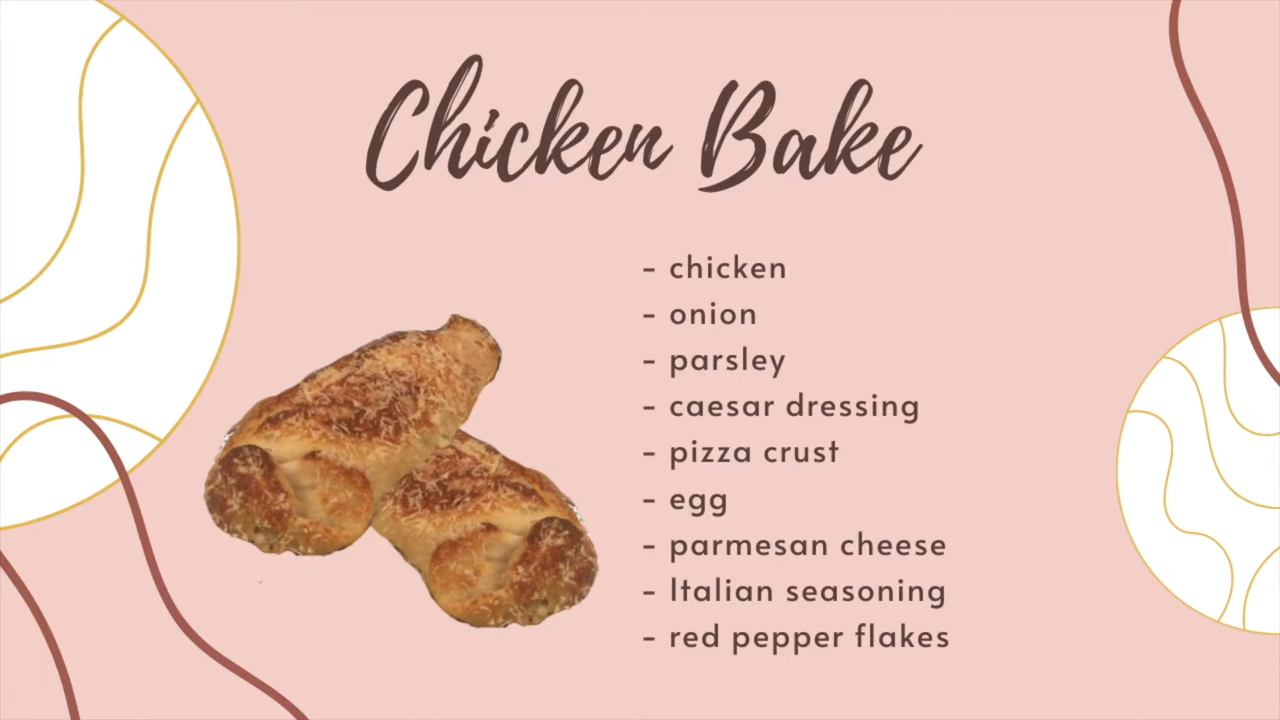 Chicken Bake
- chicken
- onion
- parsley
- caesar dressing
- pizza crust
- egg
- parmesan cheese
- Italian seasoning
- red pepper flakes